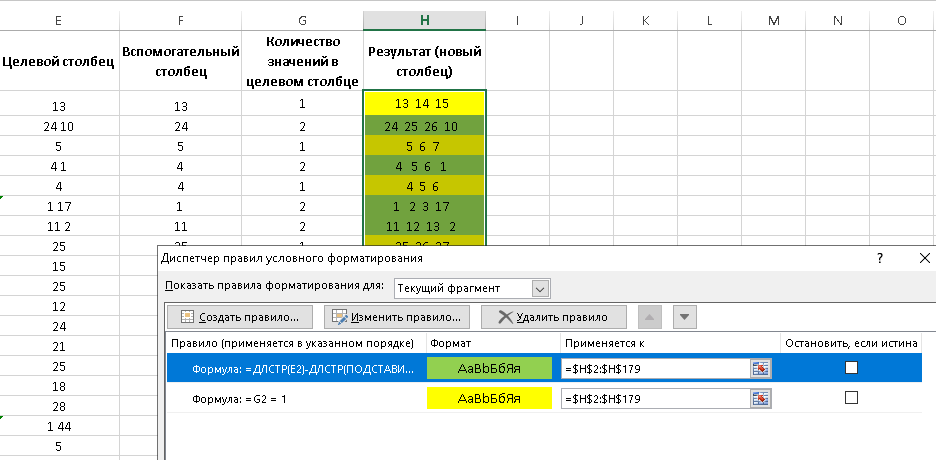 E F G H I J K L M N O
Целевой столбец Вспомогательный столбец Количество значений в целевом столбце Результат (новый столбец)
13 13 1 13 14 15
24 10 24 2 24 25 26 10
5 5 1 5 6 7
4 1 4 2 4 5 6 1
4 4 1 4 5 6
1 17 1 2 1 2 3 17
11 2 11 2 11 12 13 2
25 25 1 25 26 27
15
25
12
24
21
25
18
28
1 44
5
Диспетчер правил условного форматирования ? ✕
Показать правила форматирования для: Текущий фрагмент
Создать правило... Изменить правило... Удалить правило
Правило (применяется в указанном порядке) Формат Применяется к Остановить, если истина
Формула: =ДЛСТР(E2)-ДЛСТР(ПОДСТАВИ... АаВbБбЯя =$H$2:$H$179
Формула: =G2 = 1 АаВbБбЯя =$H$2:$H$179